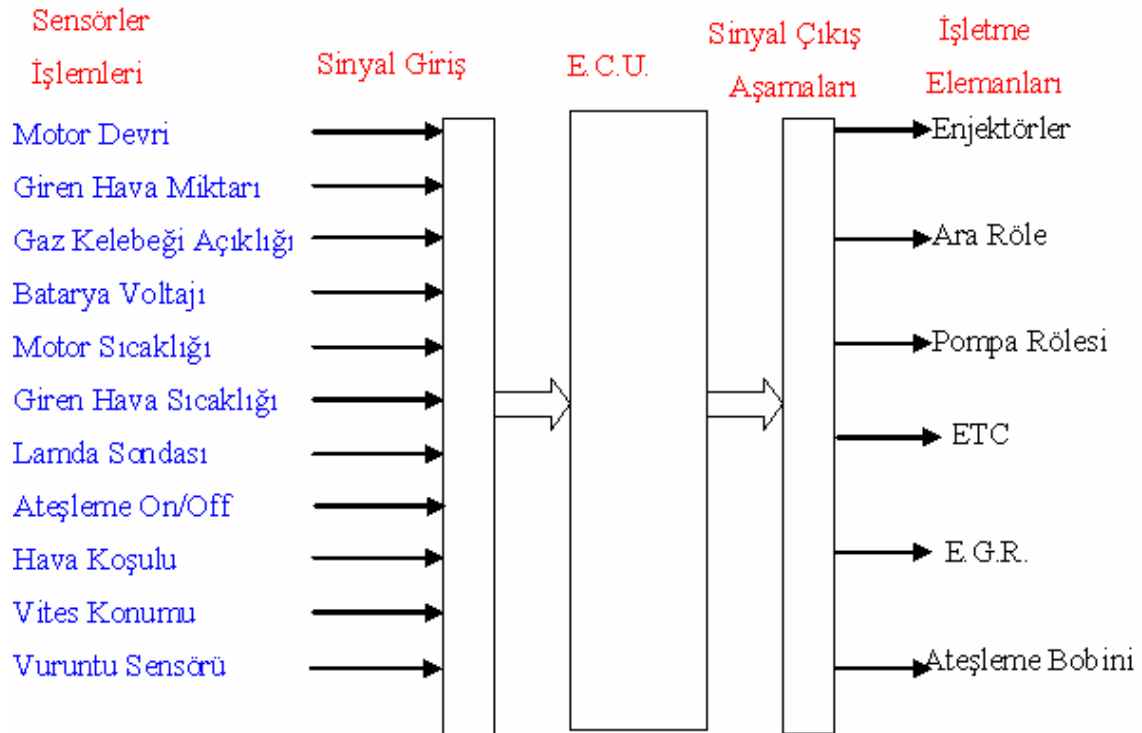 Sensörler
İşlemleri
Sinyal Giriş
E.C.U.
Sinyal Çıkış
Aşamaları
İşletme
Elemanları
Motor Devri
Giren Hava Miktarı
Gaz Kelebeği Açıklığı
Batarya Voltajı
Motor Sıcaklığı
Giren Hava Sıcaklığı
Lamda Sondası
Ateşleme On/Off
Hava Koşulu
Vites Konumu
Vuruntu Sensörü
Enjektörler
Ara Röle
Pompa Rölesi
ETC
E.G.R.
Ateşleme Bobini